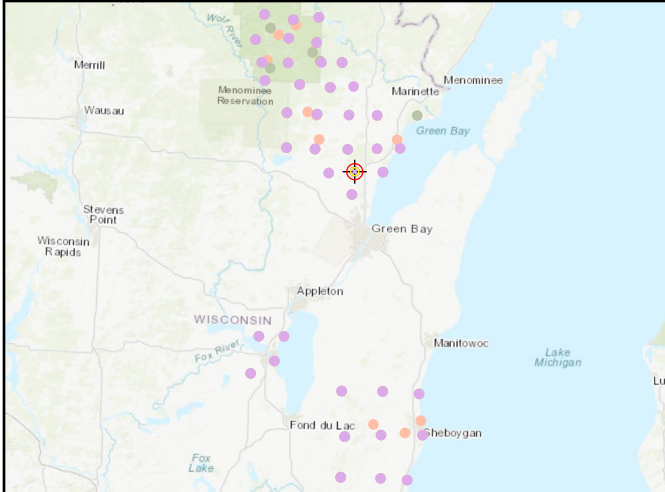 Wolf
River
Merrill
Menominee
Marinette
Menominee
Reservation
Wausau
Green Bay
Stevens
Point
Green Bay
Wisconsin
Rapids
Appleton
WISCONSIN
Manitowoc
Fox River
Lake
Michigan
Lu
Fond du Lac
Sheboygan
Fox
Lake